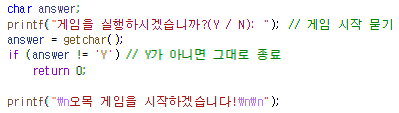 char answer;
printf("게임을 실행하시겠습니까?(Y / N): "); // 게임 시작 묻기
answer = getchar();
if (answer != 'Y') // Y가 아니면 그대로 종료
return 0;
printf("₩n오목 게임을 시작하겠습니다!₩n₩n");